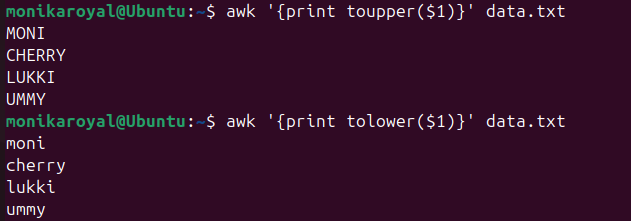 monikaroyal@Ubuntu:~$ awk '{print toupper($1)}' data.txt
MONI
CHERRY
LUKKI
UMMY
monikaroyal@Ubuntu:~$ awk '{print tolower($1)}' data.txt
moni
cherry
lukki
ummy